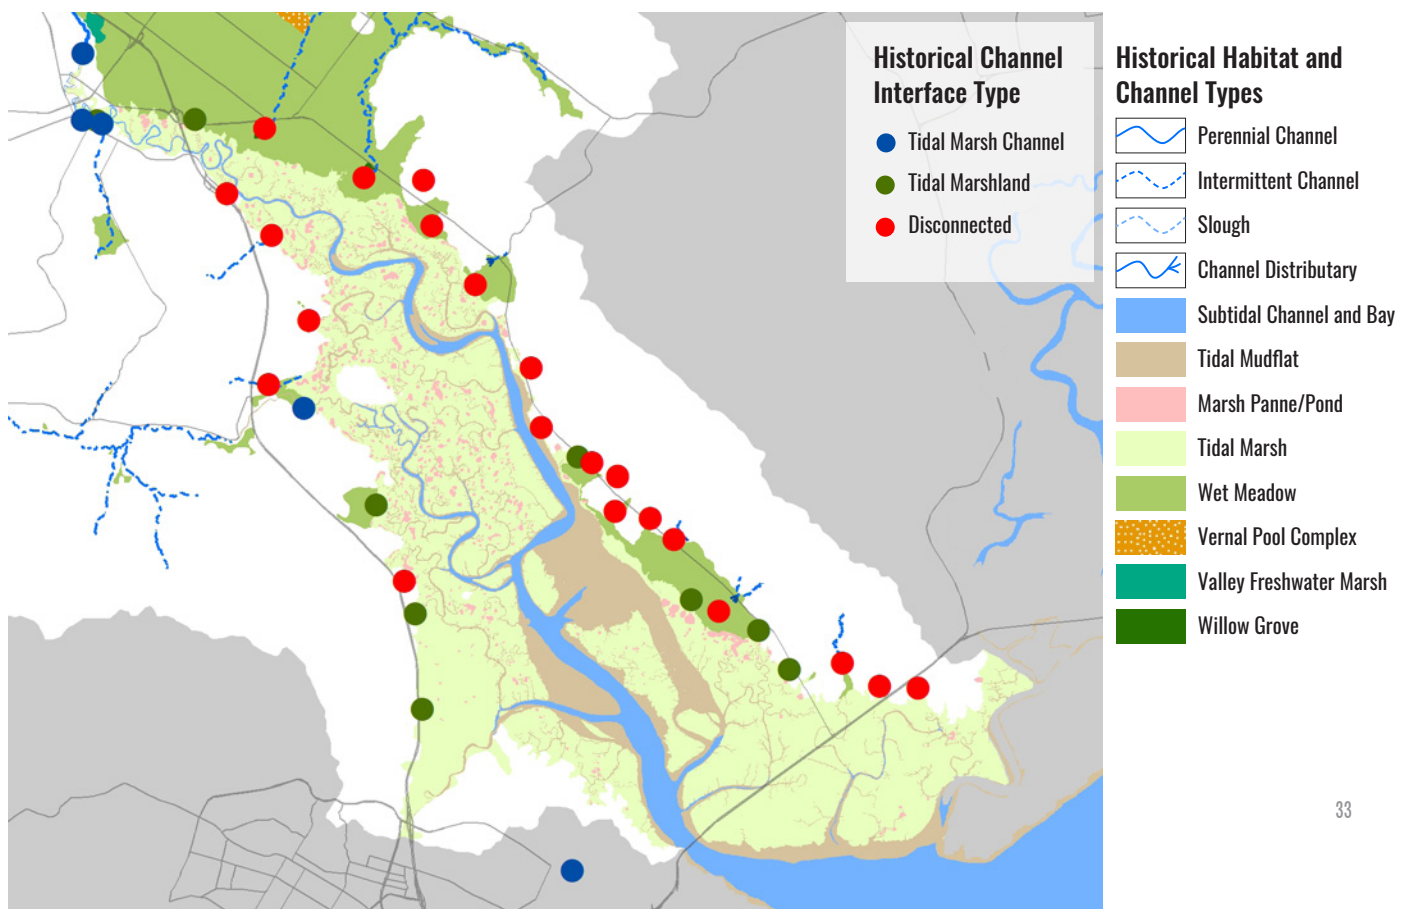 Historical Channel
Interface Type
Tidal Marsh Channel
Tidal Marshland
Disconnected
Historical Habitat and
Channel Types
Perennial Channel
Intermittent Channel
Slough
Channel Distributary
Subtidal Channel and Bay
Tidal Mudflat
Marsh Panne/Pond
Tidal Marsh
Wet Meadow
Vernal Pool Complex
Valley Freshwater Marsh
Willow Grove
33